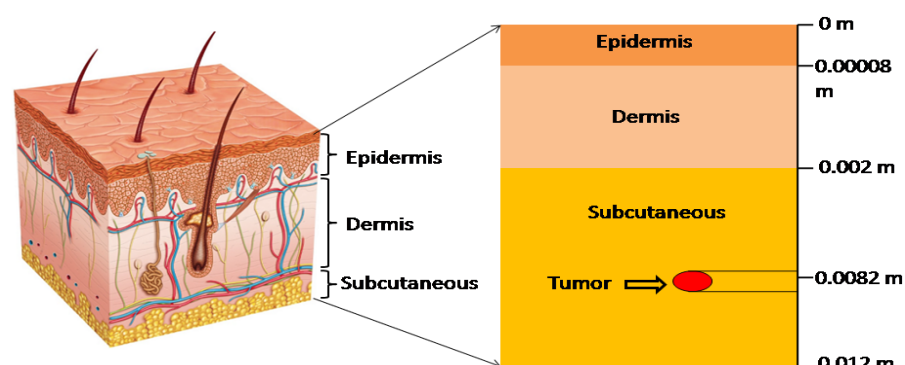 Epidermis
Dermis
Subcutaneous
Epidermis
Dermis
Subcutaneous
Tumor
0 m
0.00008
m
0.002 m
0.0082 m
0.012 m